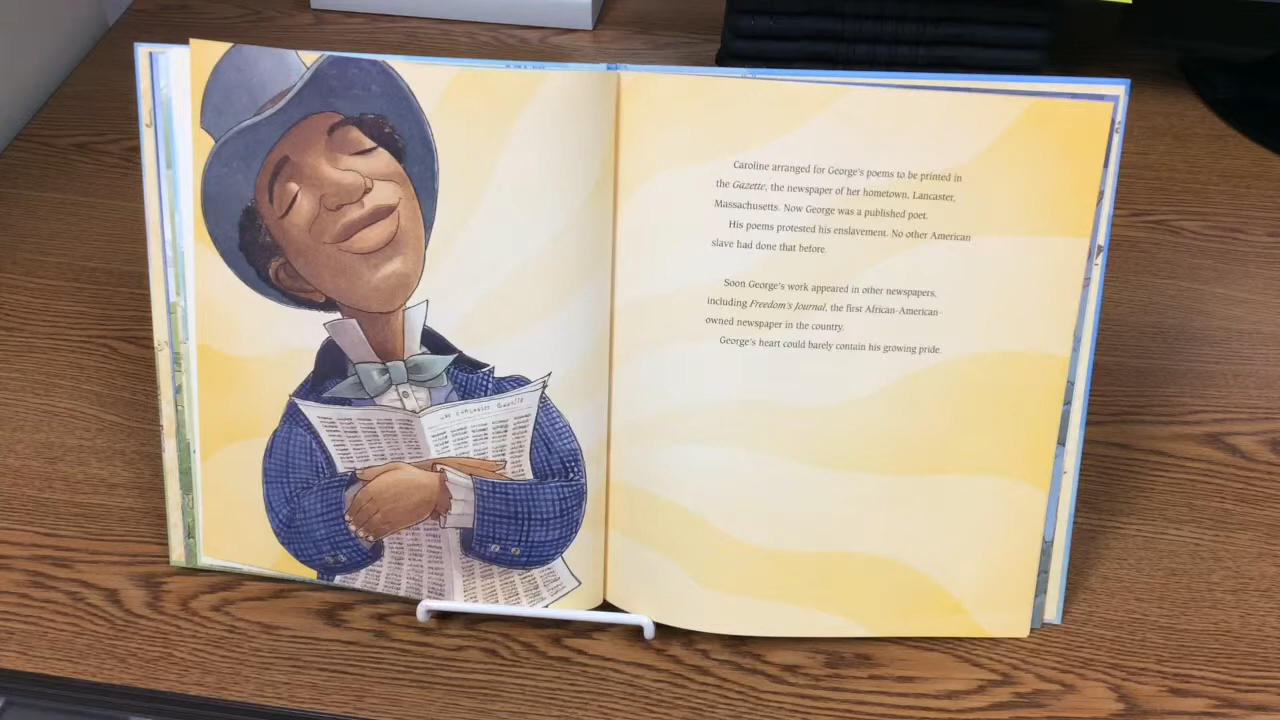 THE LANCASTER Gazette
Caroline arranged for George's poems to be printed in
the Gazette, the newspaper of her hometown, Lancaster,
Massachusetts. Now George was a published poet.
His poems protested his enslavement. No other American
slave had done that before.
Soon George's work appeared in other newspapers,
including Freedom's Journal, the first African-American-
owned newspaper in the country.
George's heart could barely contain his growing pride.